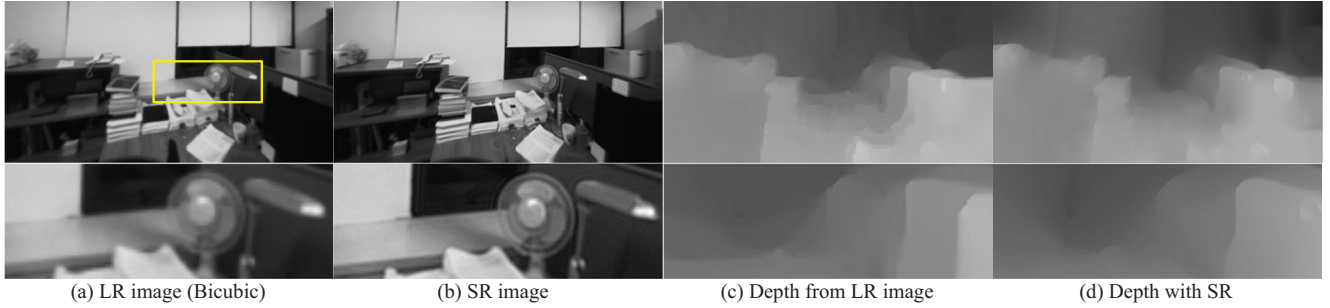 (a) LR image (Bicubic)
(b) SR image
(c) Depth from LR image
(d) Depth with SR